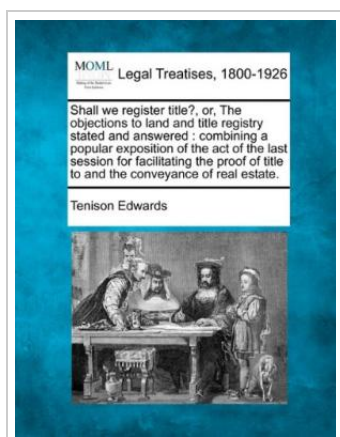 MOML
Legal Treatises, 1800-1926
Shall we register title?, or, The
objections to land and title registry
stated and answered : combining a
popular exposition of the act of the last
session for facilitating the proof of title
to and the conveyance of real estate.
Tenison Edwards